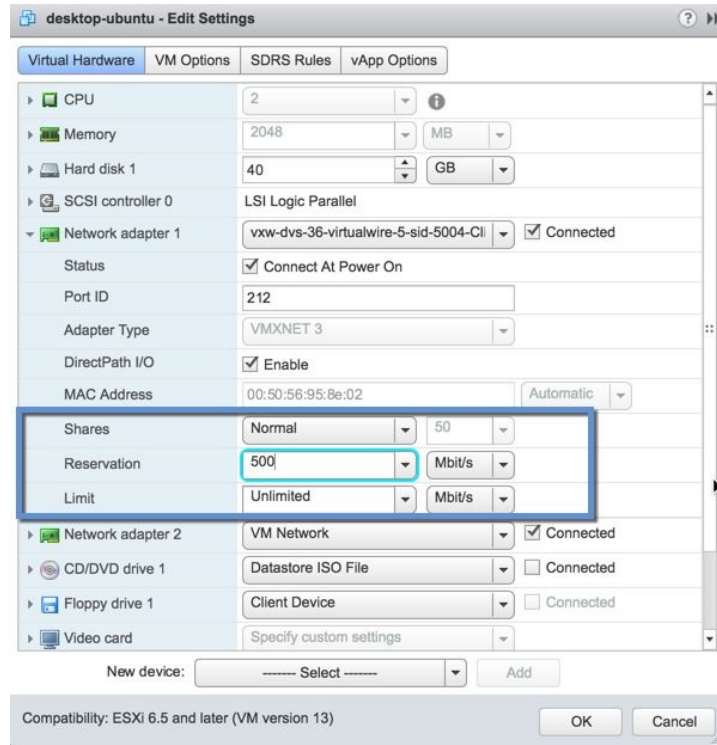 desktop-ubuntu - Edit Settings ?
Virtual Hardware VM Options SDRS Rules vApp Options
CPU 2
Memory 2048 MB
Hard disk 1 40 GB
SCSI controller 0 LSI Logic Parallel
Network adapter 1 vxw-dvs-36-virtualwire-5-sid-5004-Cli Connected
Status Connect At Power On
Port ID 212
Adapter Type VMXNET 3
DirectPath I/O Enable
MAC Address 00:50:56:95:8e:02 Automatic
Shares Normal 50
Reservation 500 Mbit/s
Limit Unlimited Mbit/s
Network adapter 2 VM Network Connected
CD/DVD drive 1 Datastore ISO File Connected
Floppy drive 1 Client Device Connected
Video card Specify custom settings
New device: ------- Select ------- Add
Compatibility: ESXi 6.5 and later (VM version 13) OK Cancel